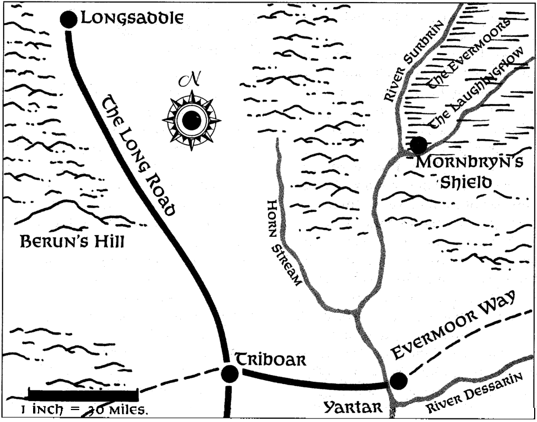 Longsaddle
N
River Surbrin
The Evermoors
The Laughingflow
The Long Road
Mornbryn's
Shield
Horn
Stream
Berun's Hill
Evermoor Way
Triboar
1 inch = 30 miles.
Yartar
River Dessarin